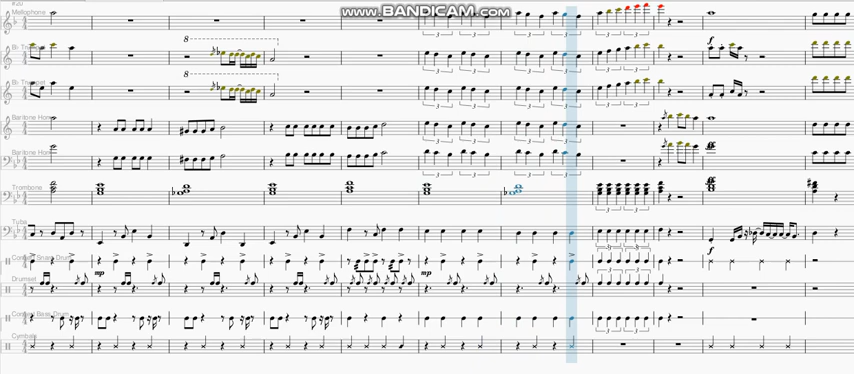 Ryu
www.BANDICAM.com
Mellophone
8
Bb Trumpet
f
8
Bb Trumpet
Baritone Horn
Baritone Horn
Trombone
Tuba
f
Concert Snare Drum
mp
mp
Drumset
Concert Bass Drum
Cymbals